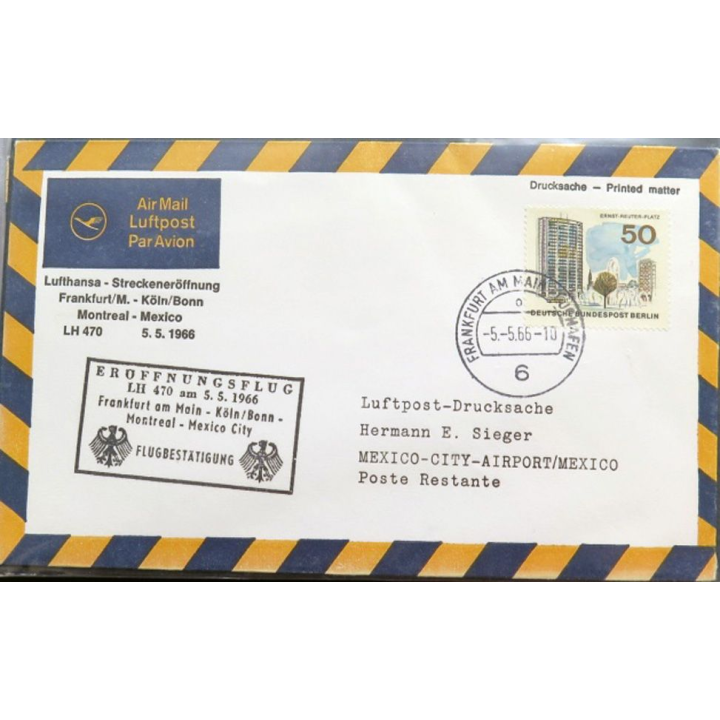 Air Mail
Luftpost
Par Avion
Drucksache – Printed matter
ERNST-REUTER-PLATZ
50
DEUTSCHE BUNDESPOST BERLIN
Lufthansa - Streckeneröffnung
Frankfurt/M. - Köln/Bonn
Montreal - Mexico
LH 470 5. 5. 1966
FRANKFURT AM MAIN FLUGHAFEN
-5.-5.66-10
6
ERÖFFNUNGSFLUG
LH 470 am 5. 5. 1966
Frankfurt am Main - Köln/Bonn -
Montreal - Mexico City
FLUGBESTÄTIGUNG
Luftpost-Drucksache
Hermann E. Sieger
MEXICO-CITY-AIRPORT/MEXICO
Poste Restante